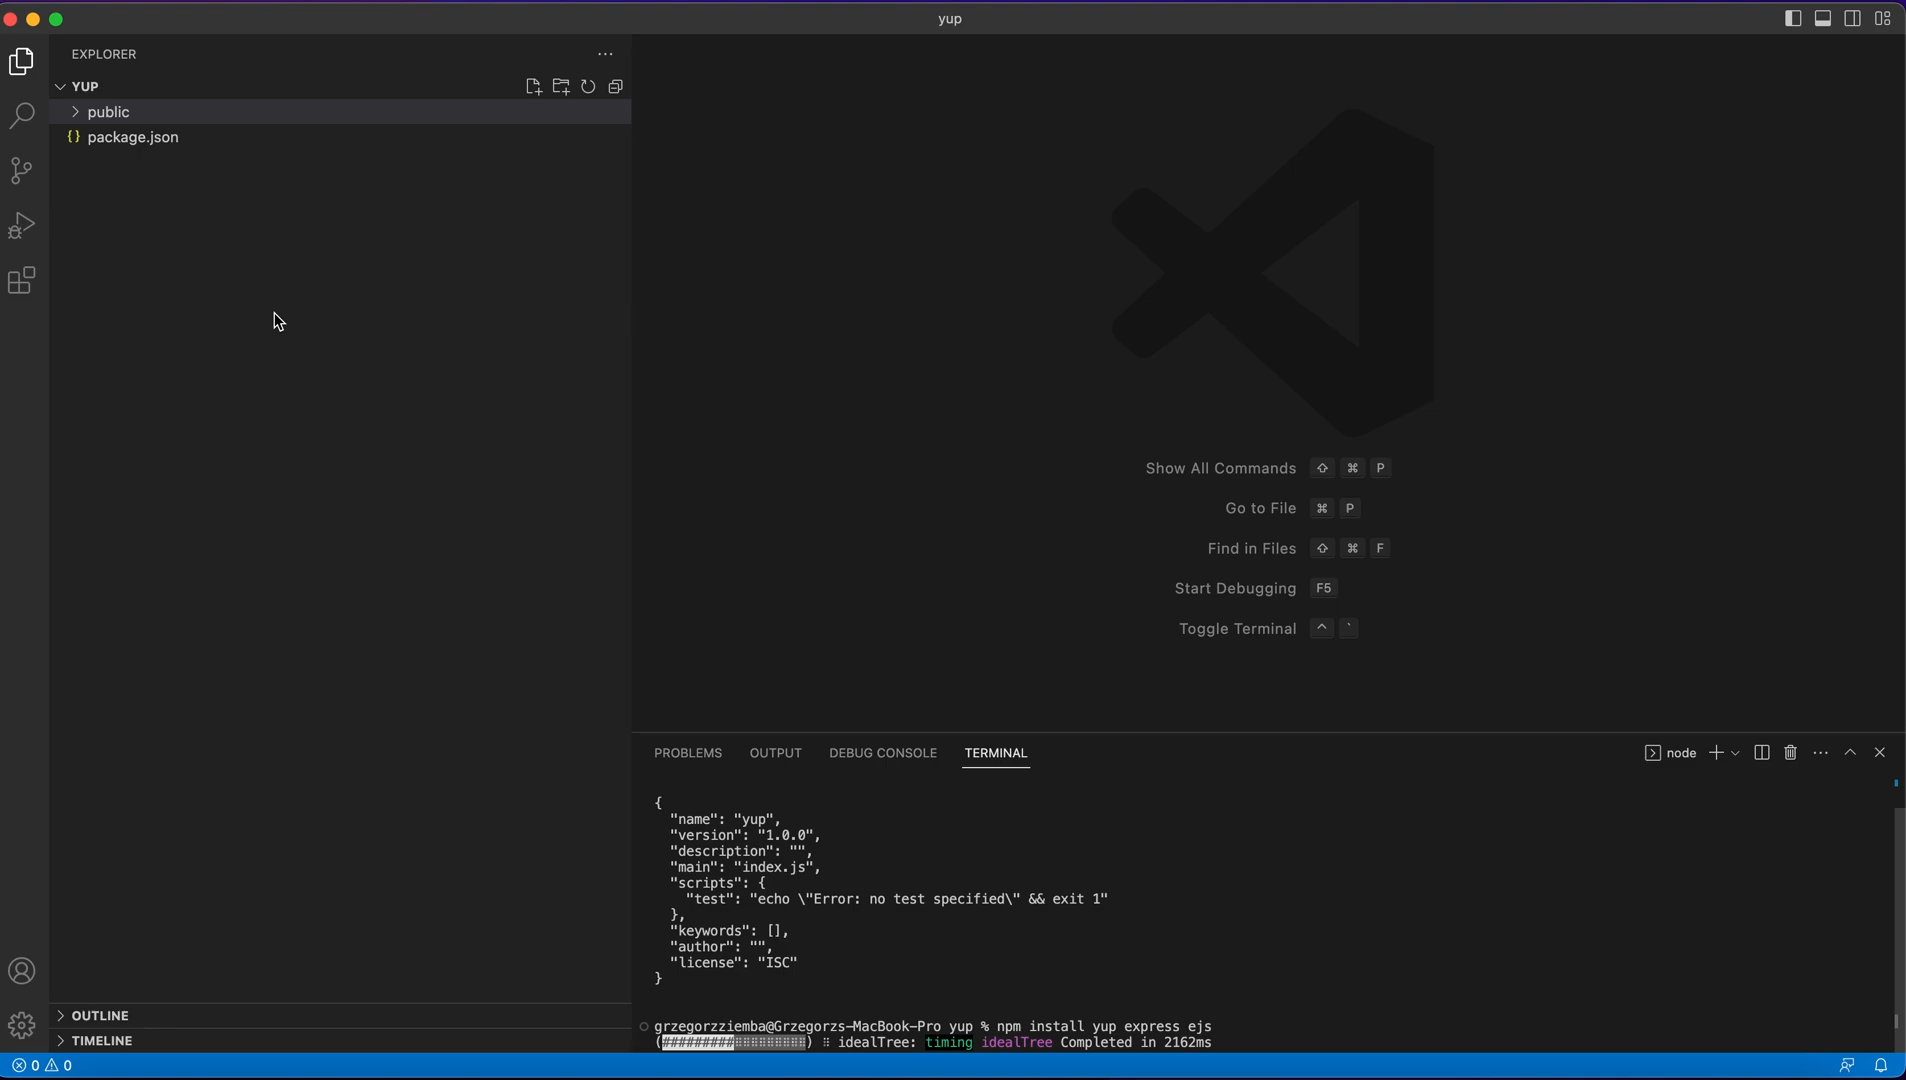 yup
EXPLORER
YUP
public
{} package.json
Show All Commands ⇧ ⌘ P
Go to File ⌘ P
Find in Files ⇧ ⌘ F
Start Debugging F5
Toggle Terminal ^ `
PROBLEMS OUTPUT DEBUG CONSOLE TERMINAL
node
{
"name": "yup",
"version": "1.0.0",
"description": "",
"main": "index.js",
"scripts": {
"test": "echo \"Error: no test specified\" && exit 1"
},
"keywords": [],
"author": "",
"license": "ISC"
}
grzegorzziemba@Grzegorzs-MacBook-Pro yup % npm install yup express ejs
(#########⠂⠂⠂⠂⠂⠂⠂⠂⠂) ⠿ idealTree: timing idealTree Completed in 2162ms
OUTLINE
TIMELINE
0 0